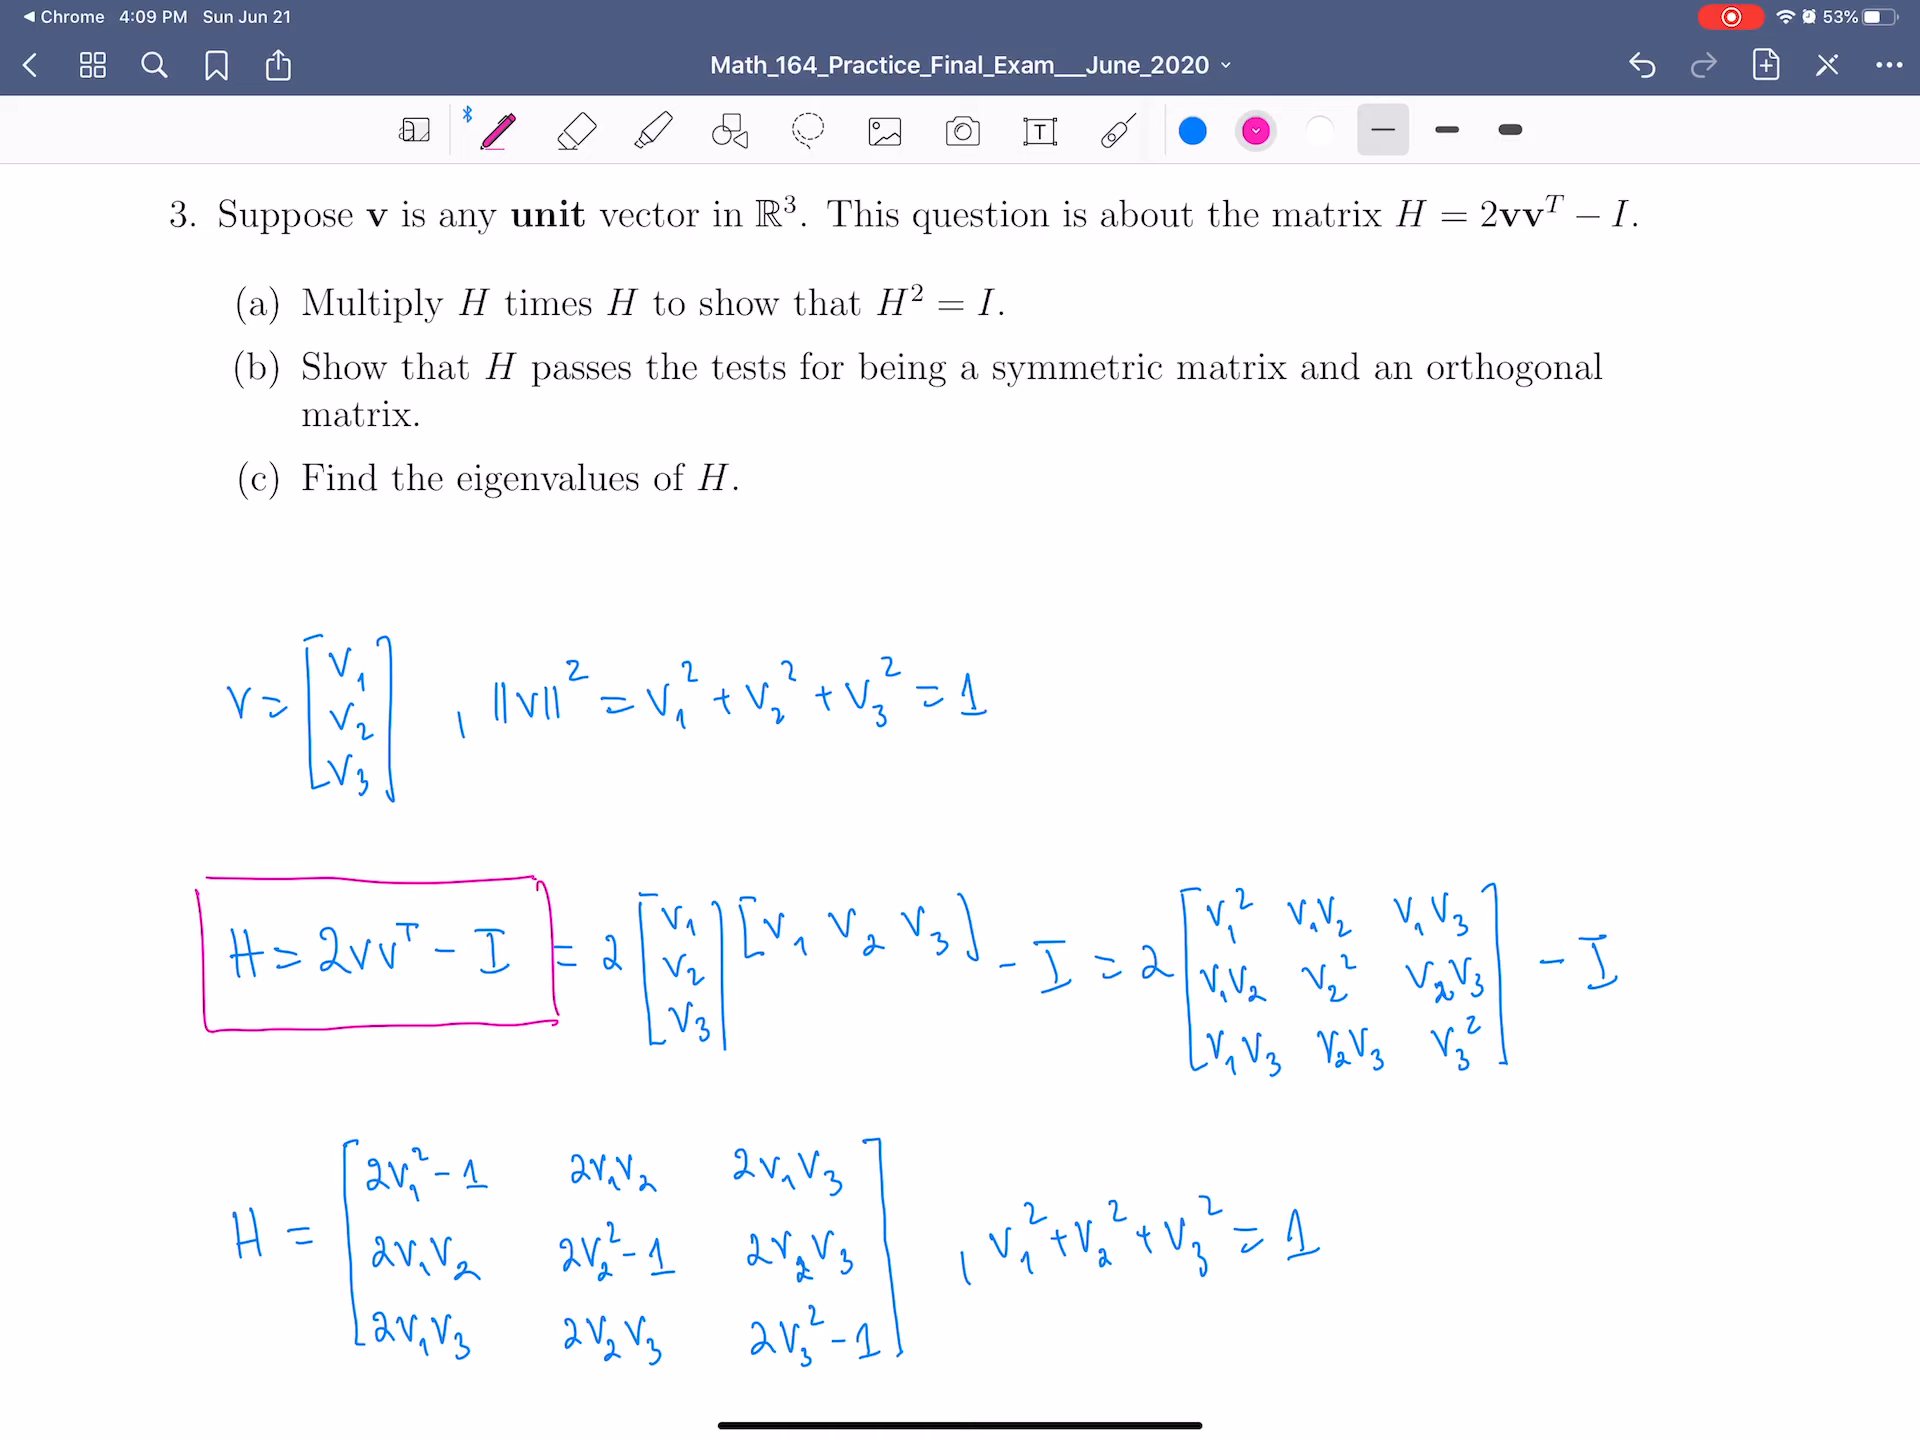 ◀ Chrome 4:09 PM Sun Jun 21 53%
Math_164_Practice_Final_Exam___June_2020
3. Suppose v is any unit vector in ℝ³. This question is about the matrix H = 2vvᵀ − I.
(a) Multiply H times H to show that H² = I.
(b) Show that H passes the tests for being a symmetric matrix and an orthogonal
matrix.
(c) Find the eigenvalues of H.
v = [v₁ v₂ v₃] , ||v||² = v₁² + v₂² + v₃² = 1
H = 2vvᵀ − I = 2 [v₁ v₂ v₃] [v₁ v₂ v₃] − I = 2 [v₁² v₁v₂ v₁v₃ v₁v₂ v₂² v₂v₃ v₁v₃ v₂v₃ v₃²] − I
H = [2v₁²−1 2v₁v₂ 2v₁v₃
2v₁v₂ 2v₂²−1 2v₂v₃
2v₁v₃ 2v₂v₃ 2v₃²−1] , v₁² + v₂² + v₃² = 1